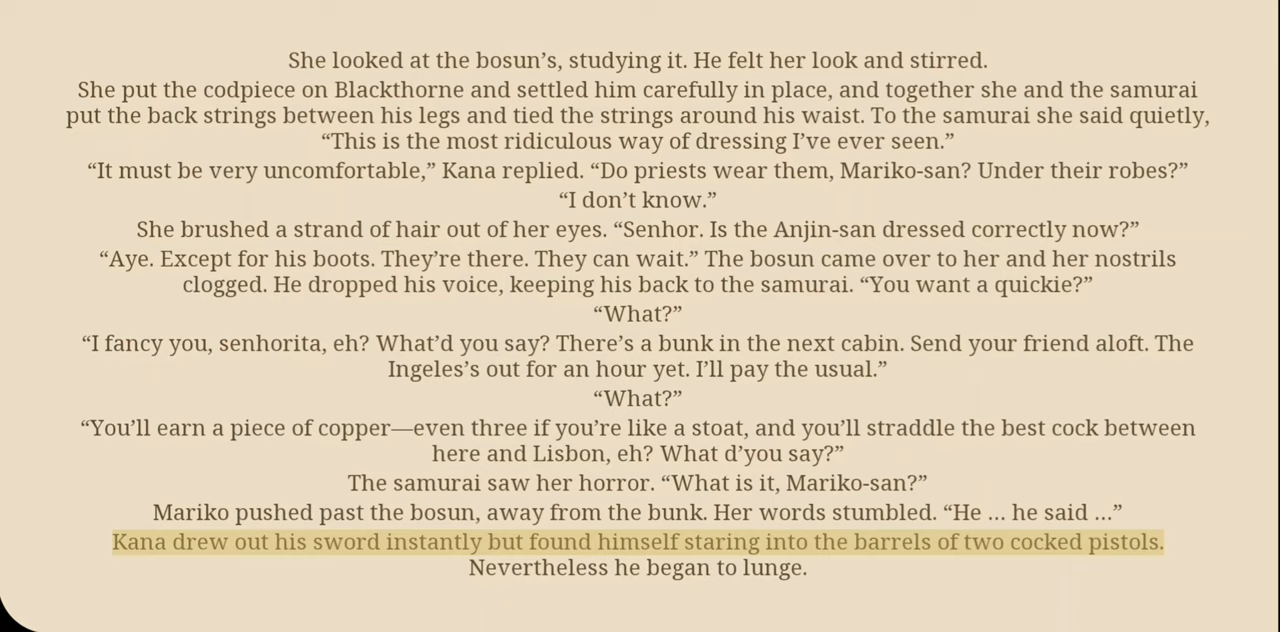 She looked at the bosun’s, studying it. He felt her look and stirred.
She put the codpiece on Blackthorne and settled him carefully in place, and together she and the samurai
put the back strings between his legs and tied the strings around his waist. To the samurai she said quietly,
“This is the most ridiculous way of dressing I’ve ever seen.”
“It must be very uncomfortable,” Kana replied. “Do priests wear them, Mariko-san? Under their robes?”
“I don’t know.”
She brushed a strand of hair out of her eyes. “Senhor. Is the Anjin-san dressed correctly now?”
“Aye. Except for his boots. They’re there. They can wait.” The bosun came over to her and her nostrils
clogged. He dropped his voice, keeping his back to the samurai. “You want a quickie?”
“What?”
“I fancy you, senhorita, eh? What’d you say? There’s a bunk in the next cabin. Send your friend aloft. The
Ingeles’s out for an hour yet. I’ll pay the usual.”
“What?”
“You’ll earn a piece of copper—even three if you’re like a stoat, and you’ll straddle the best cock between
here and Lisbon, eh? What d’you say?”
The samurai saw her horror. “What is it, Mariko-san?”
Mariko pushed past the bosun, away from the bunk. Her words stumbled. “He … he said …”
Kana drew out his sword instantly but found himself staring into the barrels of two cocked pistols.
Nevertheless he began to lunge.